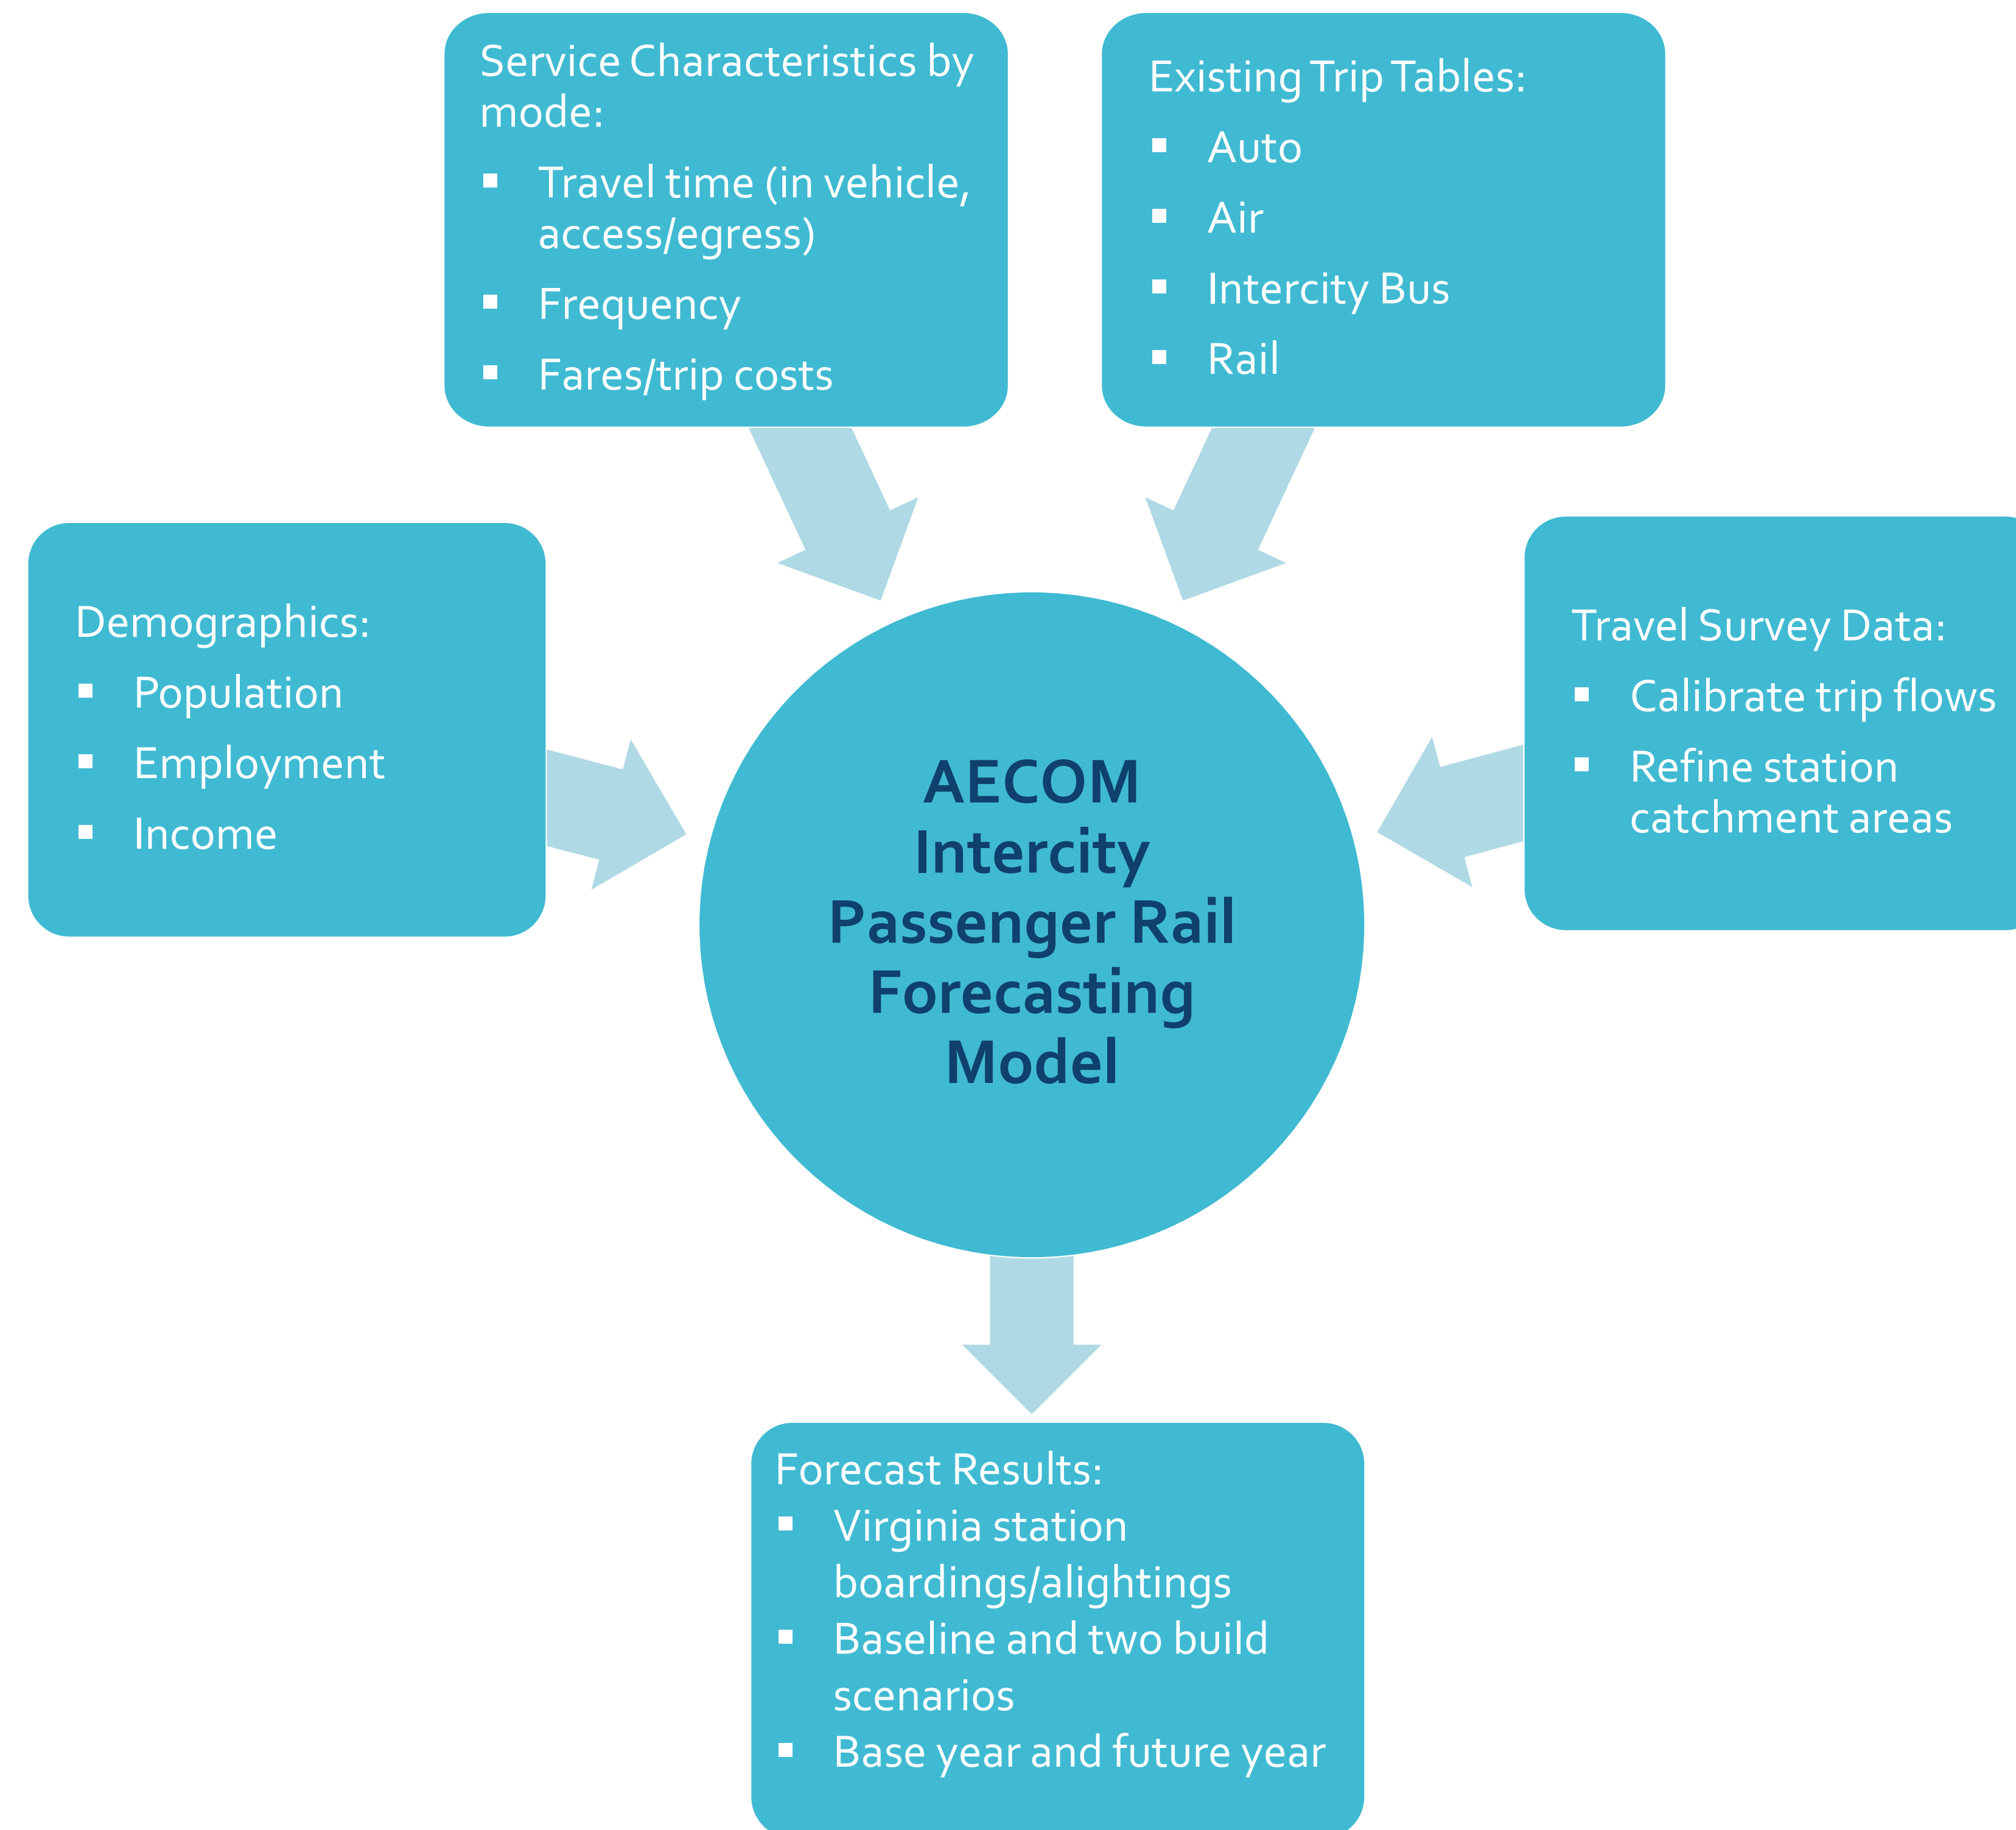 Service Characteristics by
mode:
▪ Travel time (in vehicle,
access/egress)
▪ Frequency
▪ Fares/trip costs
Existing Trip Tables:
▪ Auto
▪ Air
▪ Intercity Bus
▪ Rail
Demographics:
▪ Population
▪ Employment
▪ Income
Travel Survey Data:
▪ Calibrate trip flows
▪ Refine station
catchment areas
AECOM
Intercity
Passenger Rail
Forecasting
Model
Forecast Results:
▪ Virginia station
boardings/alightings
▪ Baseline and two build
scenarios
▪ Base year and future year